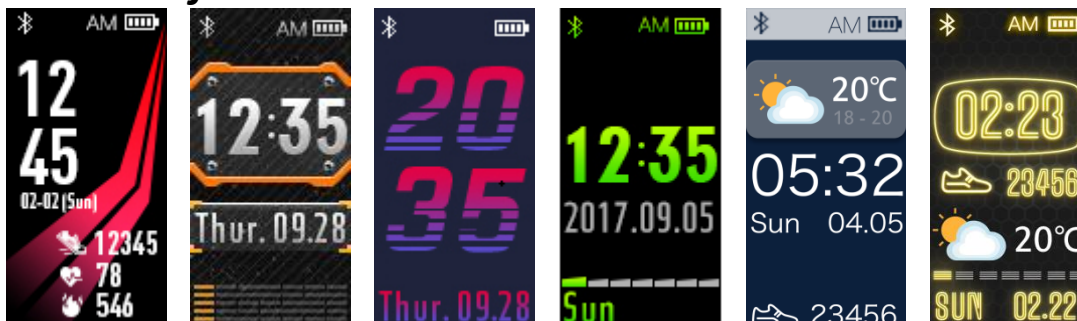 AM
12
45
02-02(Sun)
12345
78
546
AM
12:35
Thur. 09.28
20
35
Thur. 09.28
AM
12:35
2017.09.05
Sun
AM
20℃
18 - 20
05:32
Sun 04.05
23456
AM
02:23
23456
20℃
SUN 02.22